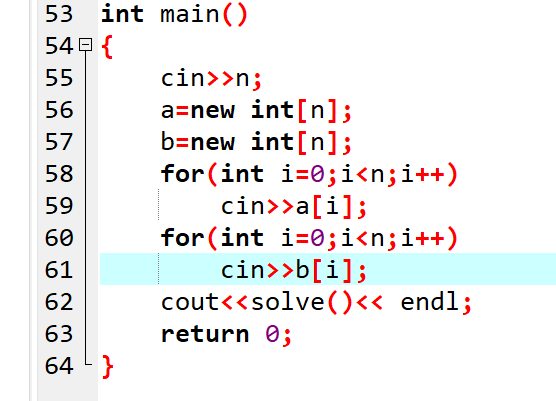 53 int main()
54 {
55     cin>>n;
56     a=new int[n];
57     b=new int[n];
58     for(int i=0;i<n;i++)
59         cin>>a[i];
60     for(int i=0;i<n;i++)
61         cin>>b[i];
62     cout<<solve()<< endl;
63     return 0;
64 }